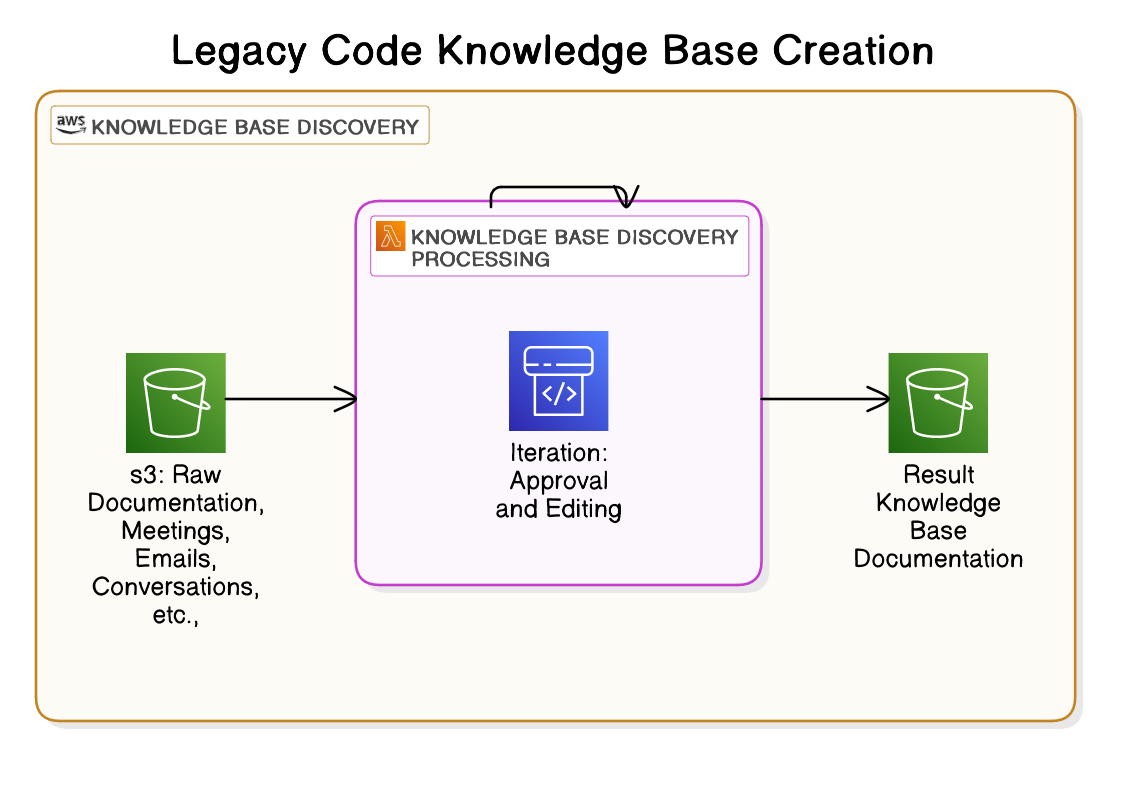 Legacy Code Knowledge Base Creation
aws KNOWLEDGE BASE DISCOVERY
KNOWLEDGE BASE DISCOVERY
PROCESSING
s3: Raw
Documentation,
Meetings,
Emails,
Conversations,
etc.,
Iteration:
Approval
and Editing
Result
Knowledge
Base
Documentation